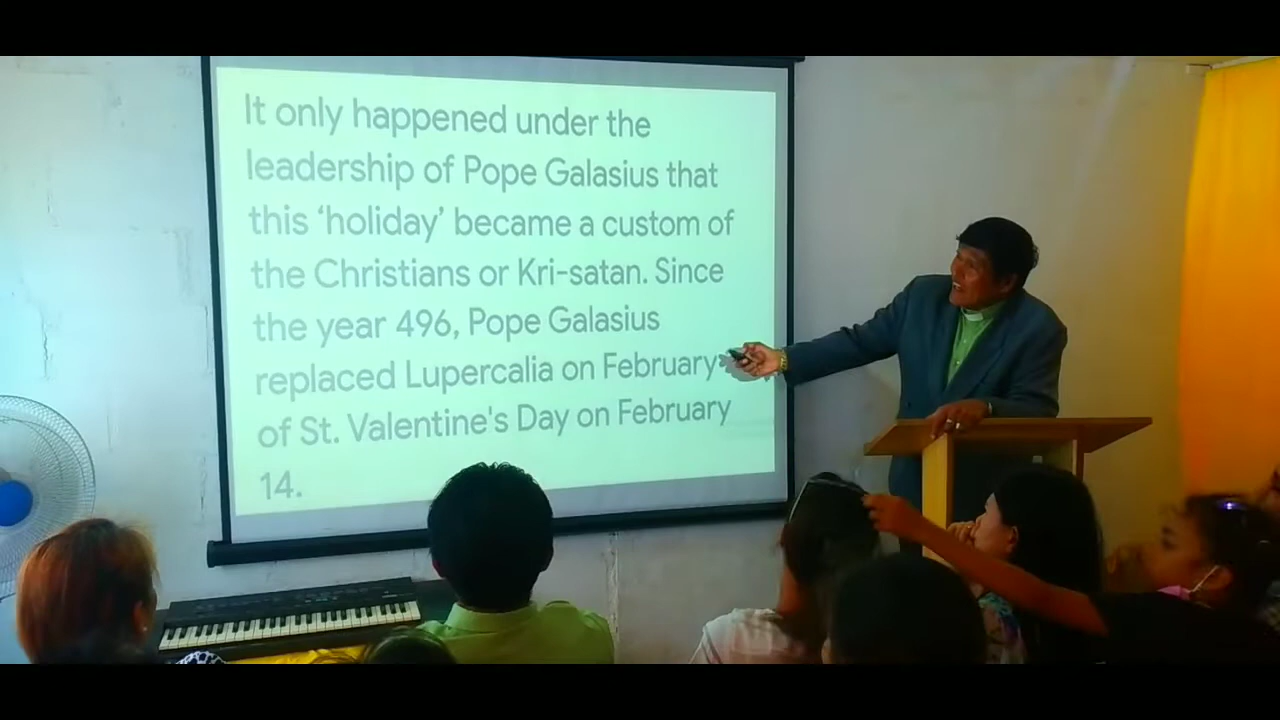 It only happened under the
leadership of Pope Galasius that
this ‘holiday’ became a custom of
the Christians or Kri-satan. Since
the year 496, Pope Galasius
replaced Lupercalia on February
of St. Valentine's Day on February
14.